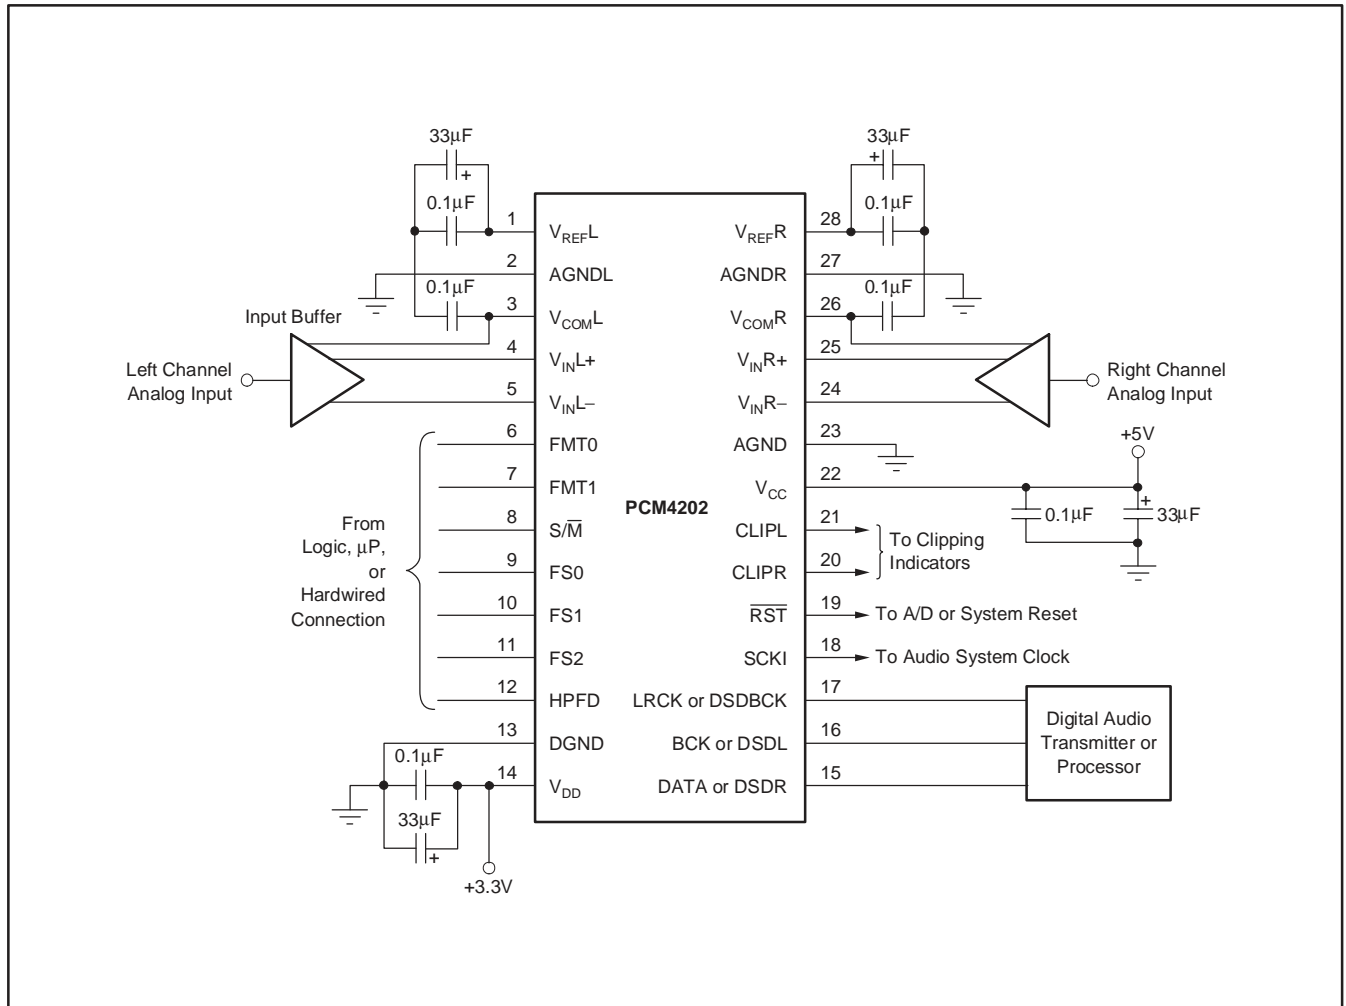 33μF
0.1μF
0.1μF
33μF
0.1μF
0.1μF
Input Buffer
Left Channel
Analog Input
Right Channel
Analog Input
From
Logic, μP,
or
Hardwired
Connection
1 VREFL
2 AGNDL
3 VCOML
4 VINL+
5 VINL−
6 FMT0
7 FMT1
8 S/M̅
9 FS0
10 FS1
11 FS2
12 HPFD
13 DGND
14 VDD
PCM4202
VREFR 28
AGNDR 27
VCOMR 26
VINR+ 25
VINR− 24
AGND 23
VCC 22
CLIPL 21
CLIPR 20
R̅S̅T̅ 19
SCKI 18
LRCK or DSDBCK 17
BCK or DSDL 16
DATA or DSDR 15
+5V
0.1μF
+
33μF
To Clipping
Indicators
To A/D or System Reset
To Audio System Clock
Digital Audio
Transmitter or
Processor
0.1μF
33μF
+
+3.3V
+
+